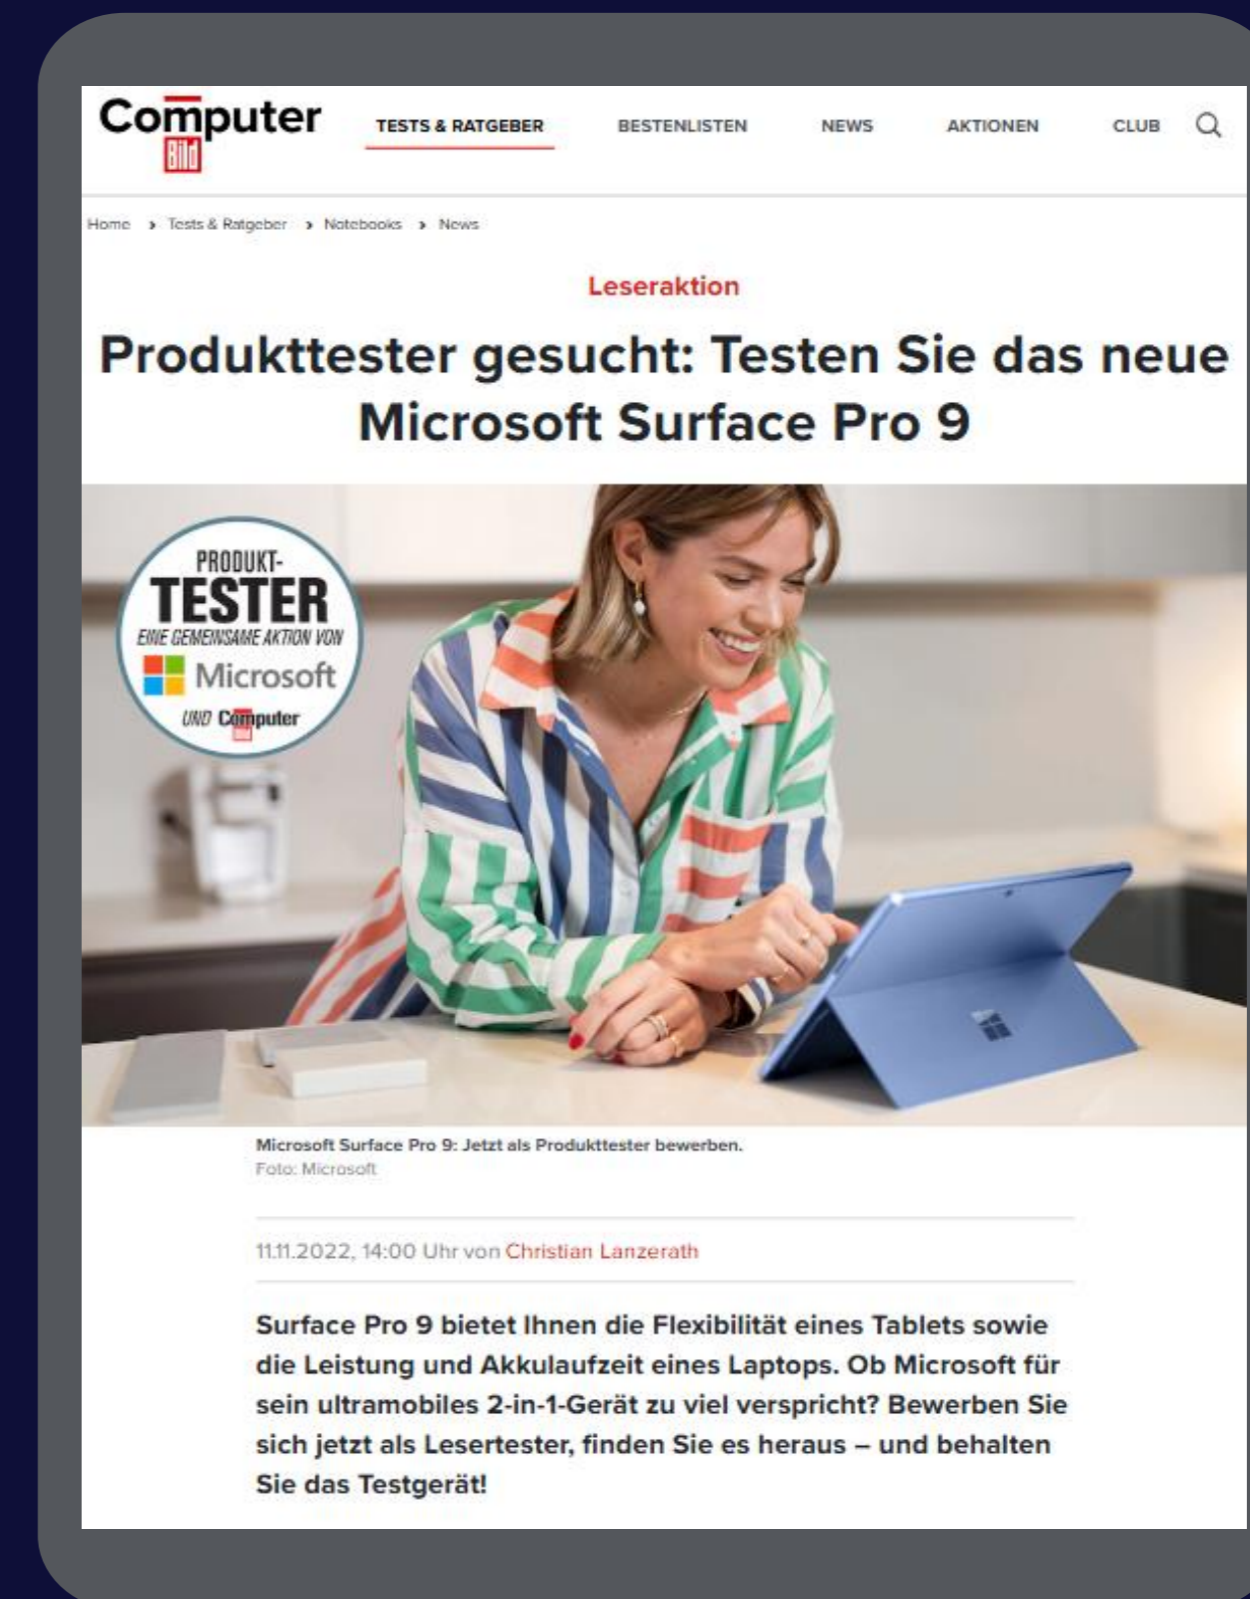 Computer
Bild
TESTS & RATGEBER
BESTENLISTEN
NEWS
AKTIONEN
CLUB
Home › Tests & Ratgeber › Notebooks › News
Leseraktion
Produkttester gesucht: Testen Sie das neue
Microsoft Surface Pro 9
PRODUKT-
TESTER
EINE GEMEINSAME AKTION VON
Microsoft
UND Computer
Bild
Microsoft Surface Pro 9: Jetzt als Produkttester bewerben.
Foto: Microsoft
11.11.2022, 14:00 Uhr von Christian Lanzerath
Surface Pro 9 bietet Ihnen die Flexibilität eines Tablets sowie
die Leistung und Akkulaufzeit eines Laptops. Ob Microsoft für
sein ultramobiles 2-in-1-Gerät zu viel verspricht? Bewerben Sie
sich jetzt als Lesertester, finden Sie es heraus – und behalten
Sie das Testgerät!